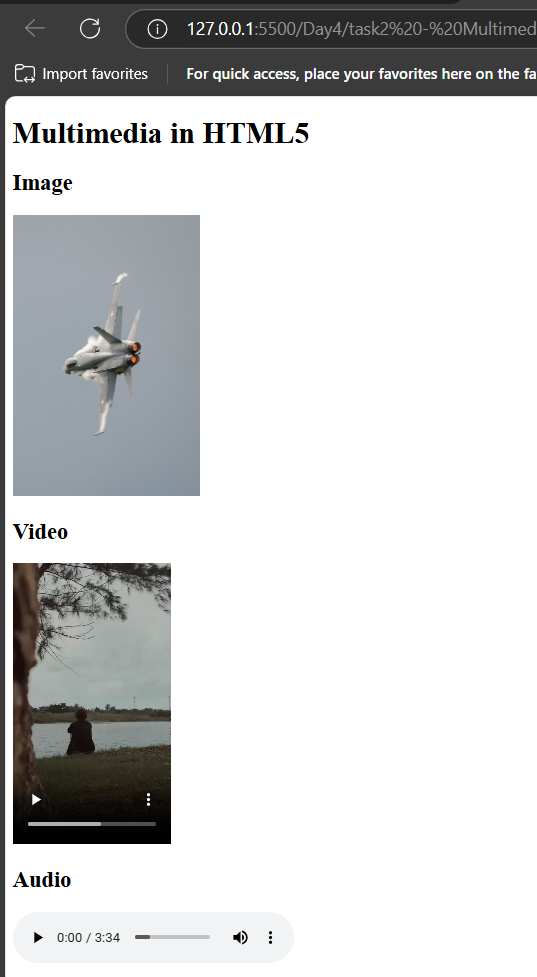 127.0.0.1:5500/Day4/task2%20-%20Multimed
Import favorites
For quick access, place your favorites here on the fa
Multimedia in HTML5
Image
Video
Audio
0:00 / 3:34